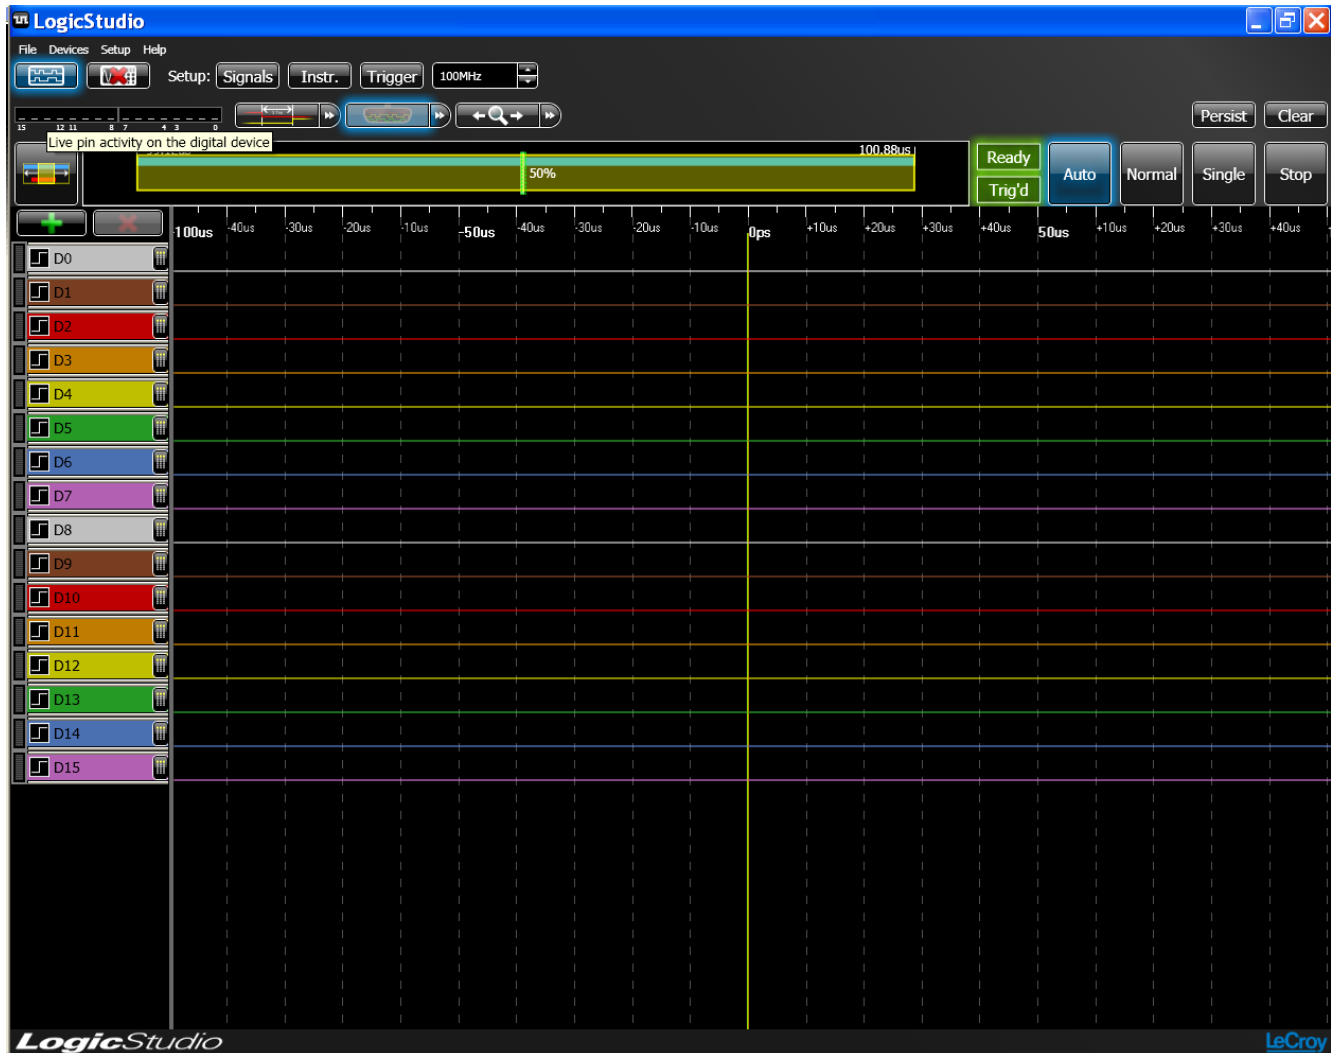 LogicStudio
File Devices Setup Help
Setup: Signals Instr. Trigger 100MHz
15 12 11 8 7 4 3 0
Persist Clear
Live pin activity on the digital device
100.88us
50%
Ready
Trig'd
Auto Normal Single Stop
-100us -40us -30us -20us -10us -50us -40us -30us -20us -10us 0ps +10us +20us +30us +40us 50us +10us +20us +30us +40us
D0
D1
D2
D3
D4
D5
D6
D7
D8
D9
D10
D11
D12
D13
D14
D15
LogicStudio
LeCroy